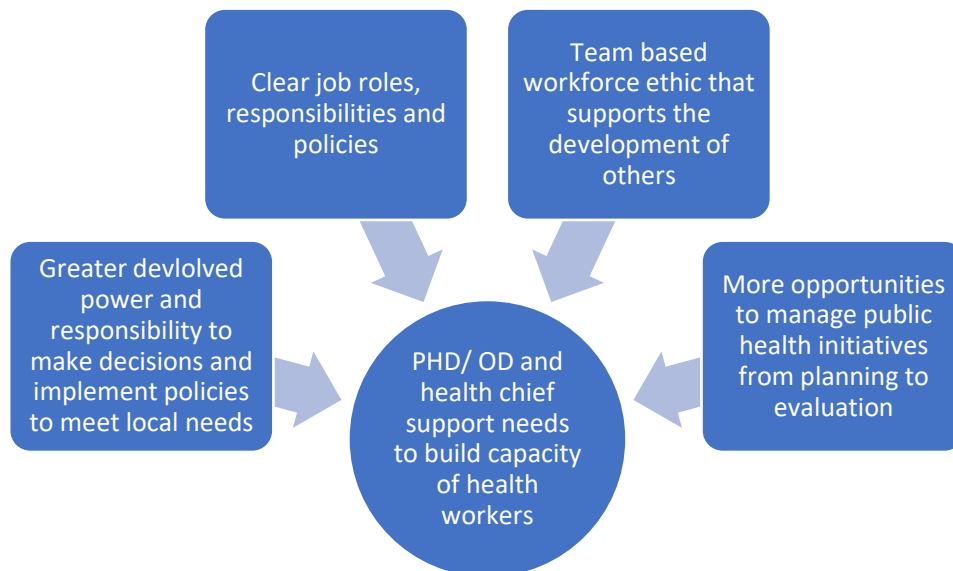 Clear job roles,
responsibilities and
policies
Team based
workforce ethic that
supports the
development of
others
Greater devlolved
power and
responsibility to
make decisions and
implement policies
to meet local needs
More opportunities
to manage public
health initiatives
from planning to
evaluation
PHD/ OD and
health chief
support needs
to build capacity
of health
workers